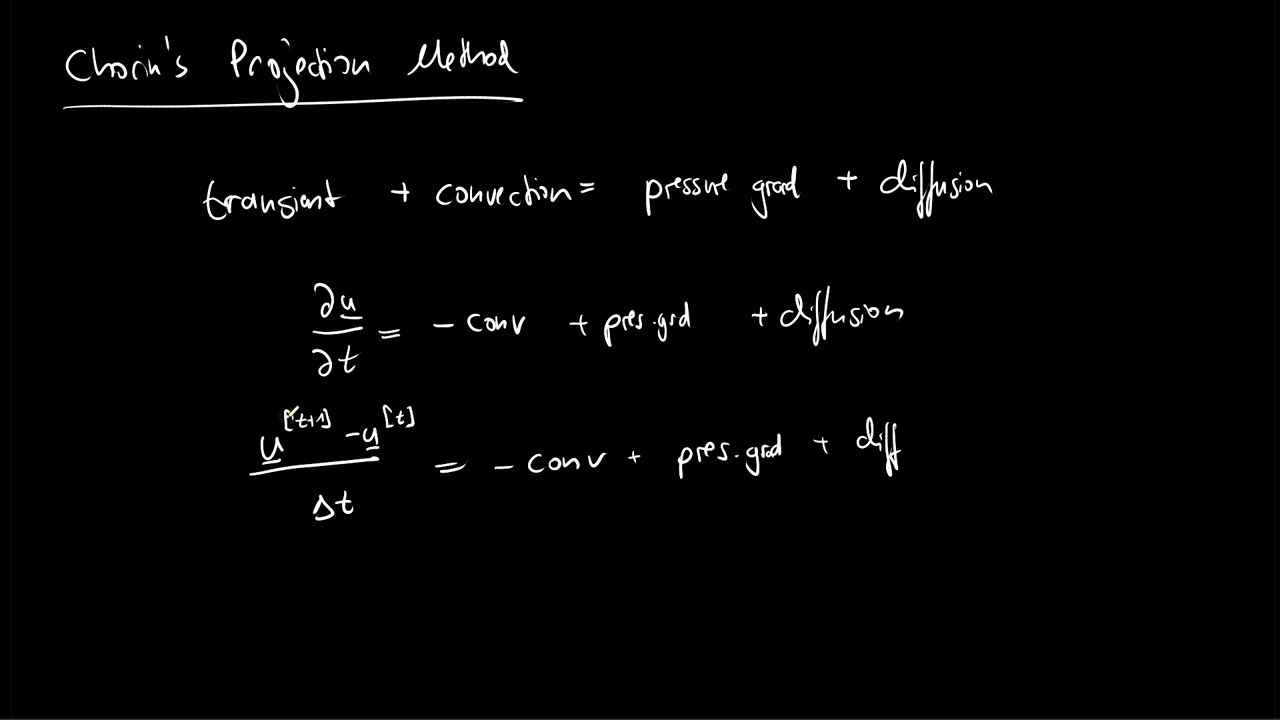 Chorin's Projection Method
transient + convection = pressure grad + diffusion
∂u/∂t = - conv + pres.grd + diffusion
(u^[t+1] - u^[t])/Δt = - conv + pres.grad + diff